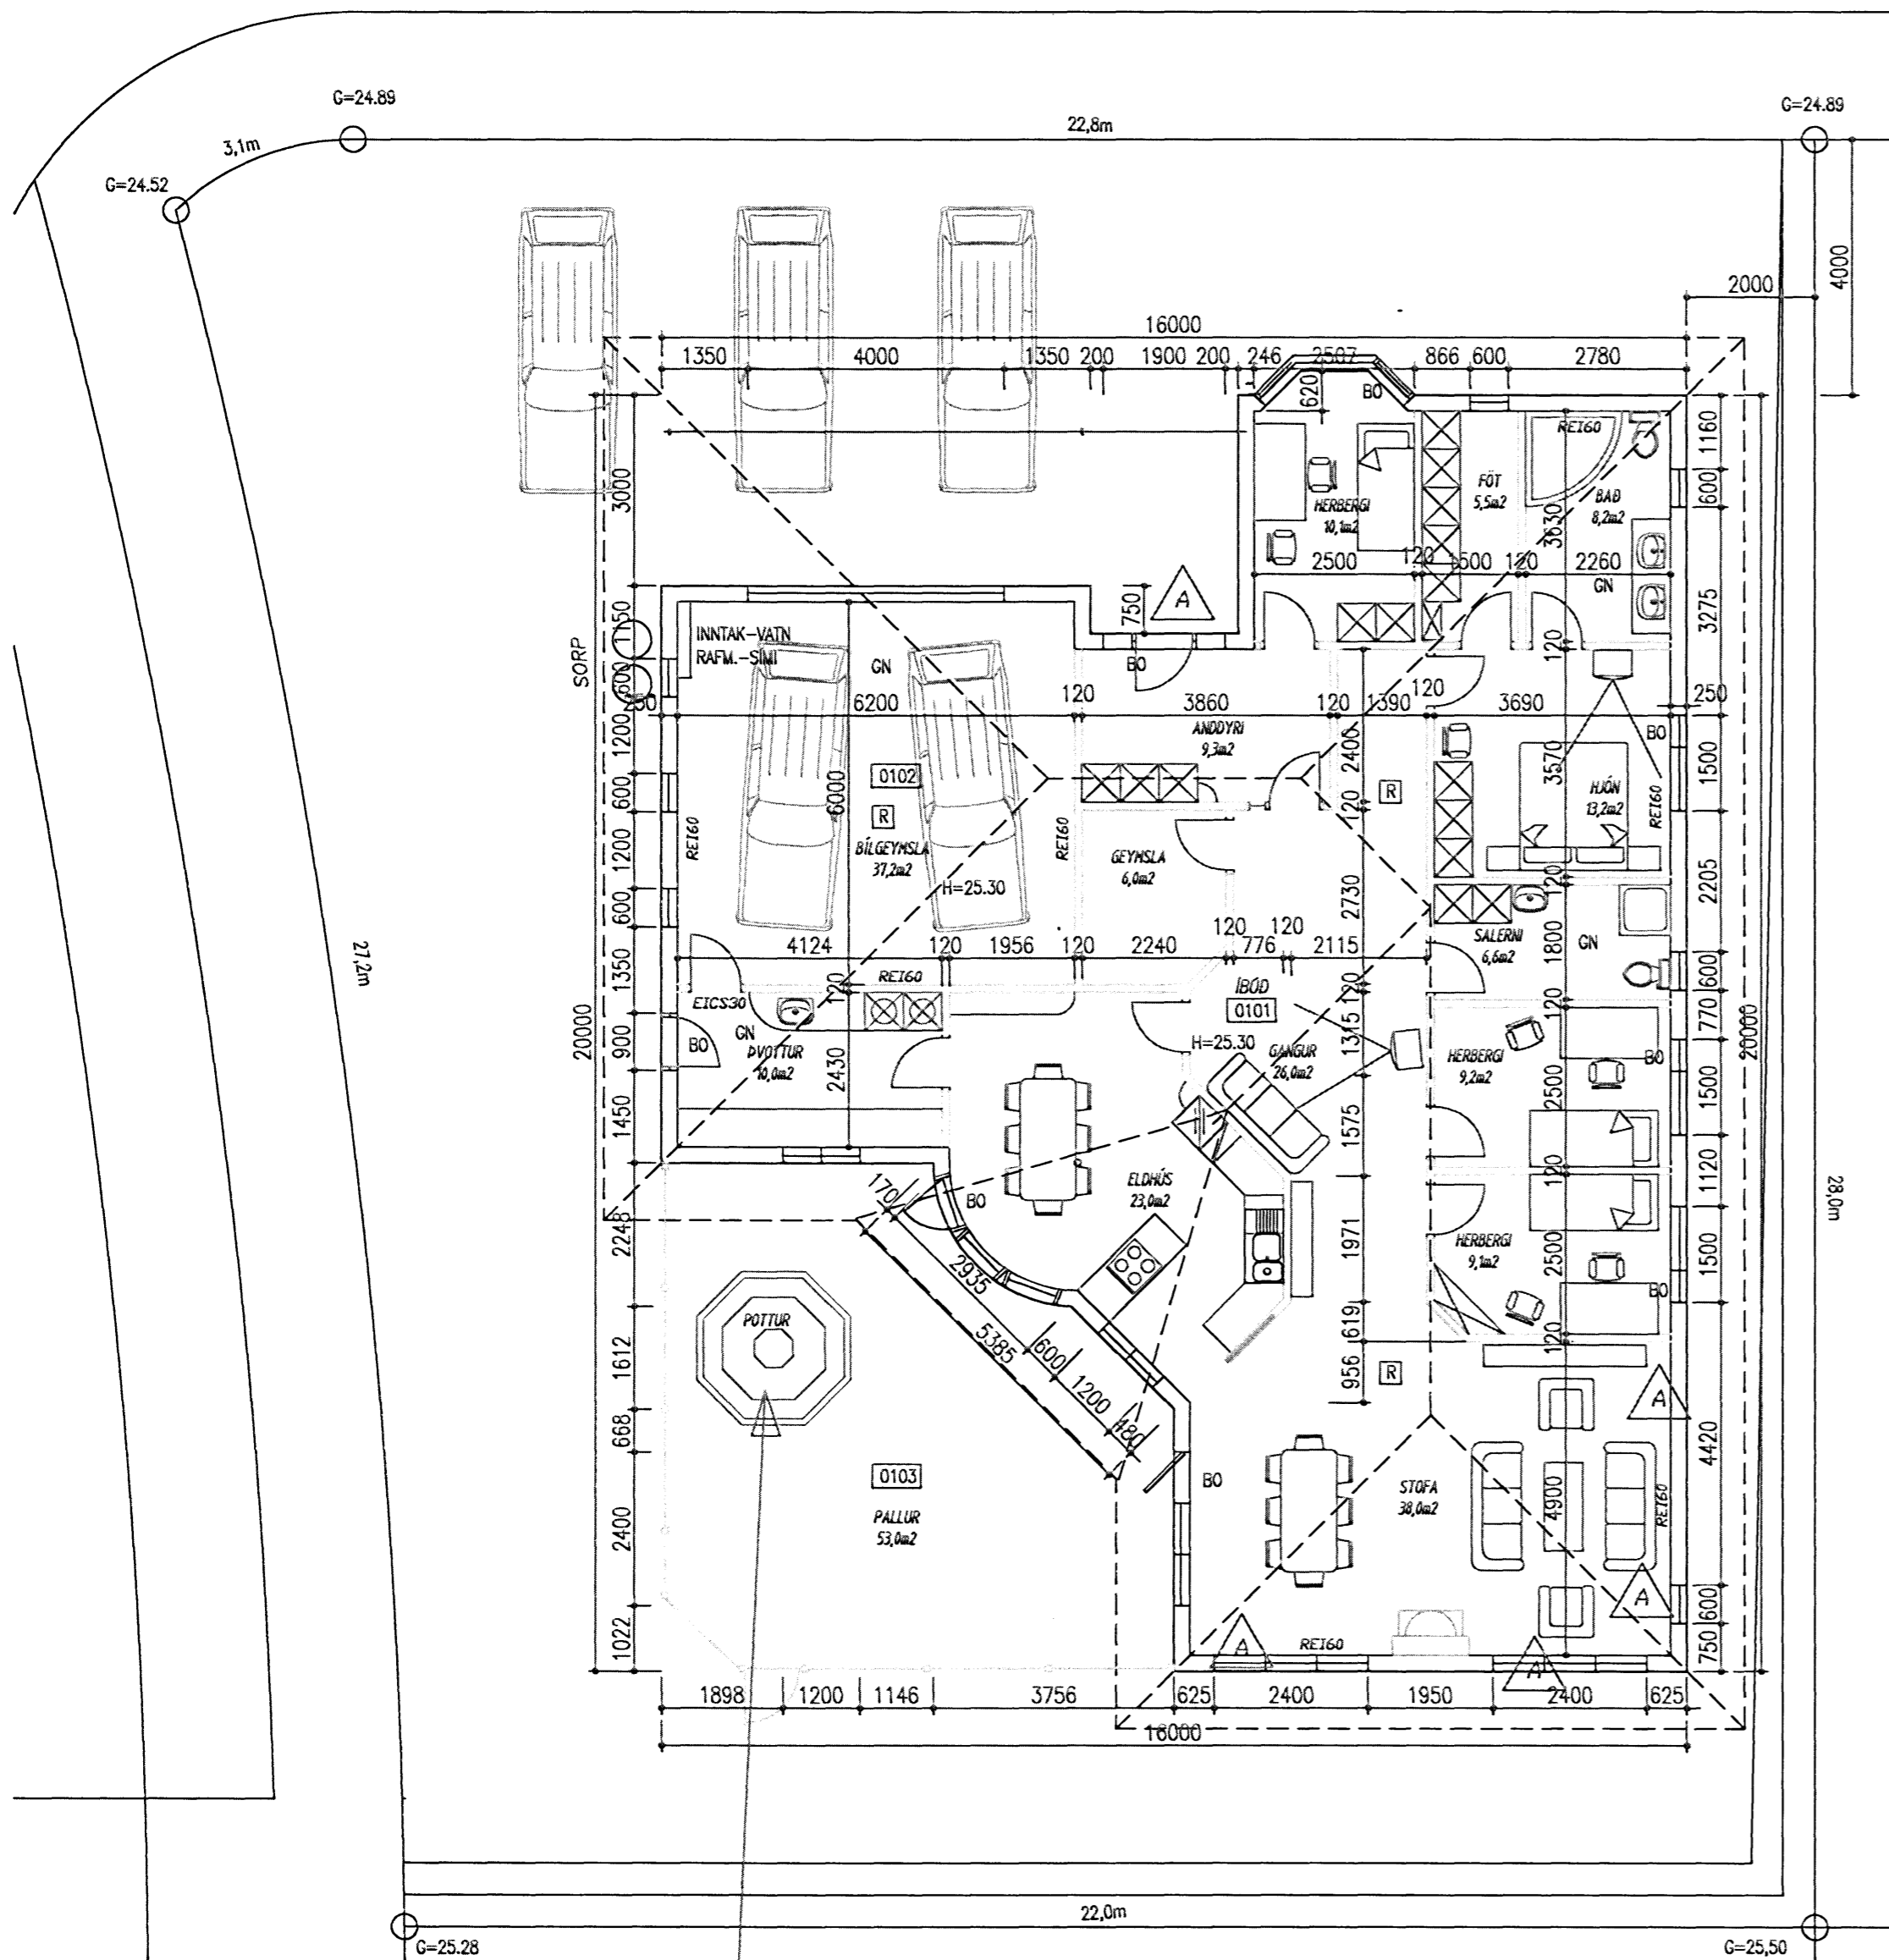 G=24.89
G=24.89
22,8m
3,1m
G=24.52
4000
2000
16000
1350
4000
1350
200
1900
200
246
2507
866
600
2780
620
BO
REI60
1160
600
3000
FÖT
5,5m2
BAÐ
8,2m2
HERBERGI
10,1m2
3630
2500
120
1500
120
2260
GN
3275
750
A
1150
INNTAK-VATN
RAFM.-SÍMI
SORP
GN
BO
120
600
250
6200
120
3860
120
1390
120
3690
250
ANDDYRI
9,3m2
2400
BO
1200
3570
1500
0102
R
R
HJÓN
13,2m2
REI60
600
6000
120
REI60
REI60
BÍLGEYMSLA
37,2m2
GEYMSLA
6,0m2
H=25.30
1200
2730
120
2205
600
4124
120
1956
120
2240
120
776
120
2115
SALERNI
6,6m2
GN
1800
1350
REI60
120
ÍBÚÐ
0101
120
600
27,2m
EICS30
GN
BO
ÞVOTTUR
10,0m2
900
20000
2430
H=25.30
GANGUR
26,0m2
1315
HERBERGI
9,2m2
120
BO
770
20000
2500
1500
1450
1575
120
1120
ELDHÚS
23,0m2
170
BO
2248
2935
1971
HERBERGI
9,1m2
2500
1500
28,0m
BO
POTTUR
5385
600
1200
480
619
120
1612
956
R
A
668
0103
PALLUR
53,0m2
BO
STOFA
38,0m2
4900
REI60
4420
2400
A
600
1022
A
REI60
A
750
1898
1200
1146
3756
625
2400
1950
2400
625
16000
22,0m
G=25.28
G=25,50